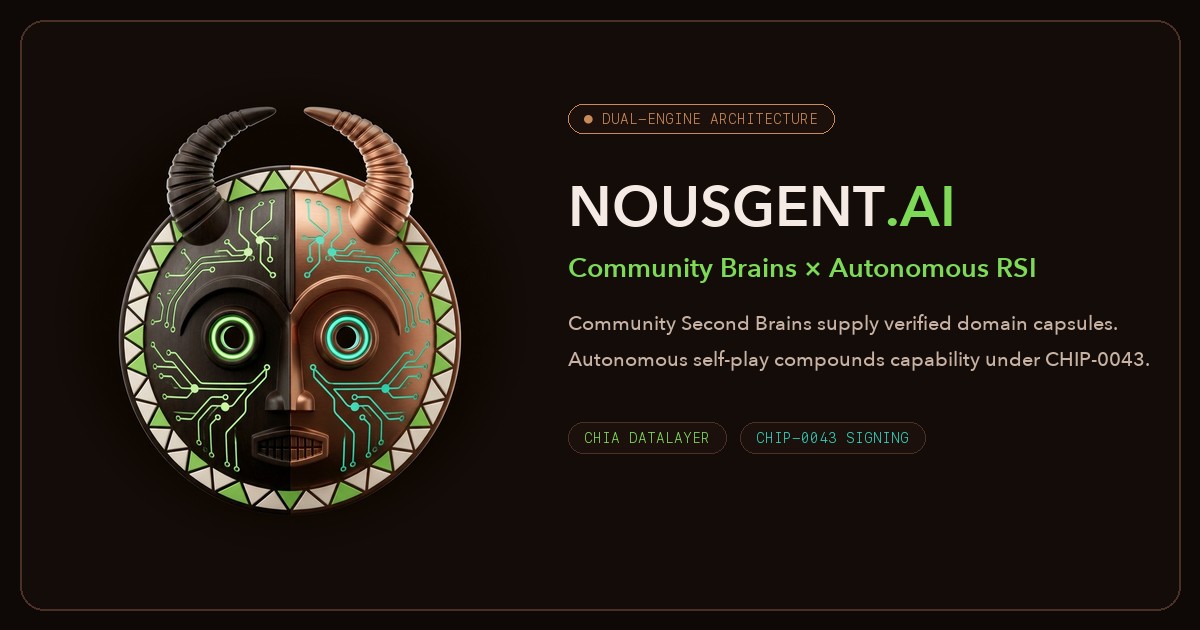 DUAL–ENGINE ARCHITECTURE
NOUSGENT.AI
Community Brains × Autonomous RSI
Community Second Brains supply verified domain capsules.
Autonomous self-play compounds capability under CHIP-0043.
CHIA DATALAYER
CHIP–0043 SIGNING